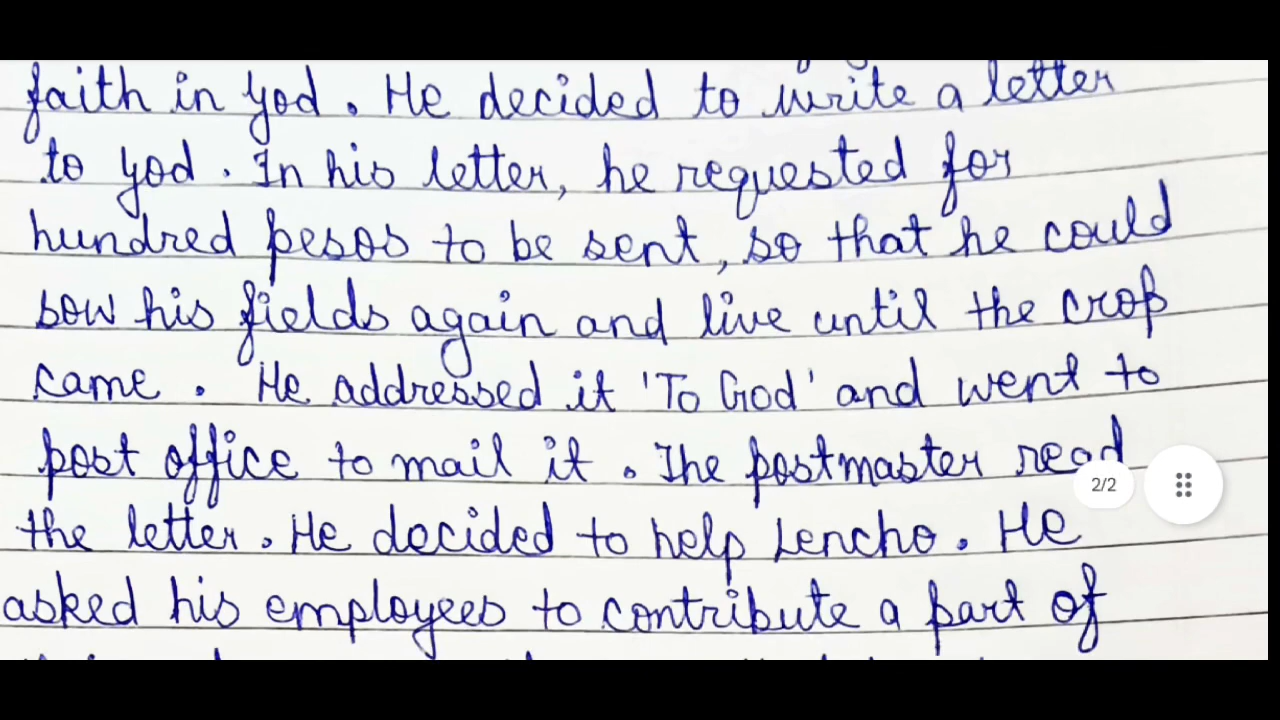 faith in God. He decided to write a letter
to God. In his letter, he requested for
hundred pesos to be sent, so that he could
sow his fields again and live until the crop
came. He addressed it 'To God' and went to
post office to mail it. The postmaster read
2/2
the letter. He decided to help Lencho. He
asked his employees to contribute a part of